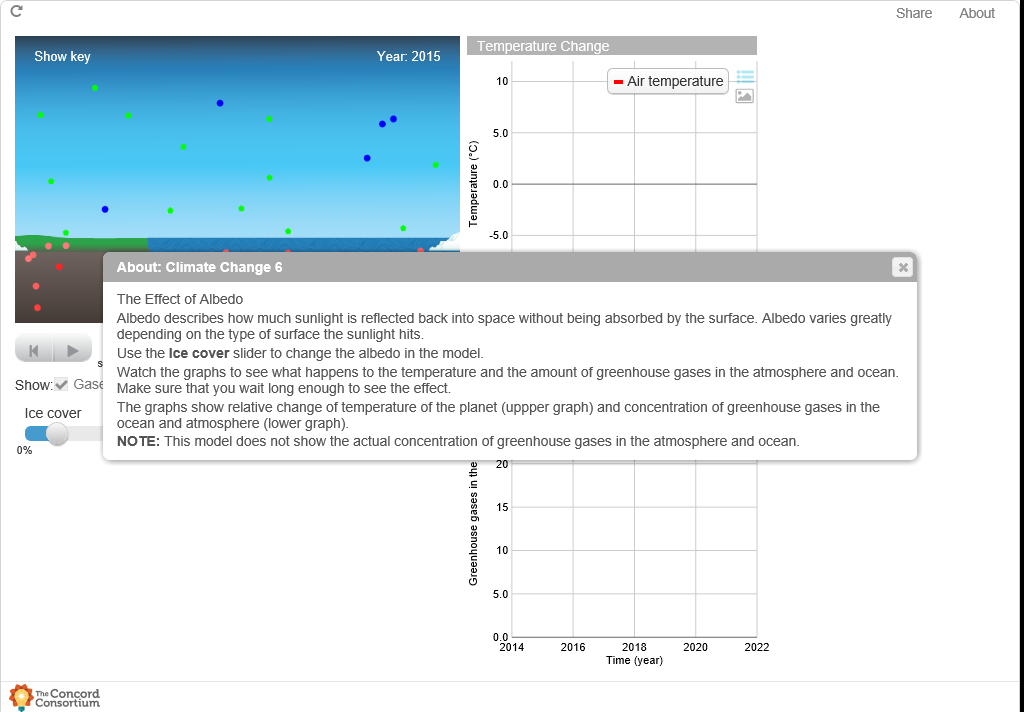 Share About
Show key Year: 2015
Temperature Change
Air temperature
10
5.0
0.0
-5.0
Temperature (°C)
About: Climate Change 6
The Effect of Albedo
Albedo describes how much sunlight is reflected back into space without being absorbed by the surface. Albedo varies greatly
depending on the type of surface the sunlight hits.
Use the Ice cover slider to change the albedo in the model.
Watch the graphs to see what happens to the temperature and the amount of greenhouse gases in the atmosphere and ocean.
Make sure that you wait long enough to see the effect.
The graphs show relative change of temperature of the planet (uppper graph) and concentration of greenhouse gases in the
ocean and atmosphere (lower graph).
NOTE: This model does not show the actual concentration of greenhouse gases in the atmosphere and ocean.
Show:
Ice cover
0%
20
15
10
5.0
0.0
Greenhouse gases in the
2014 2016 2018 2020 2022
Time (year)
The Concord
Consortium